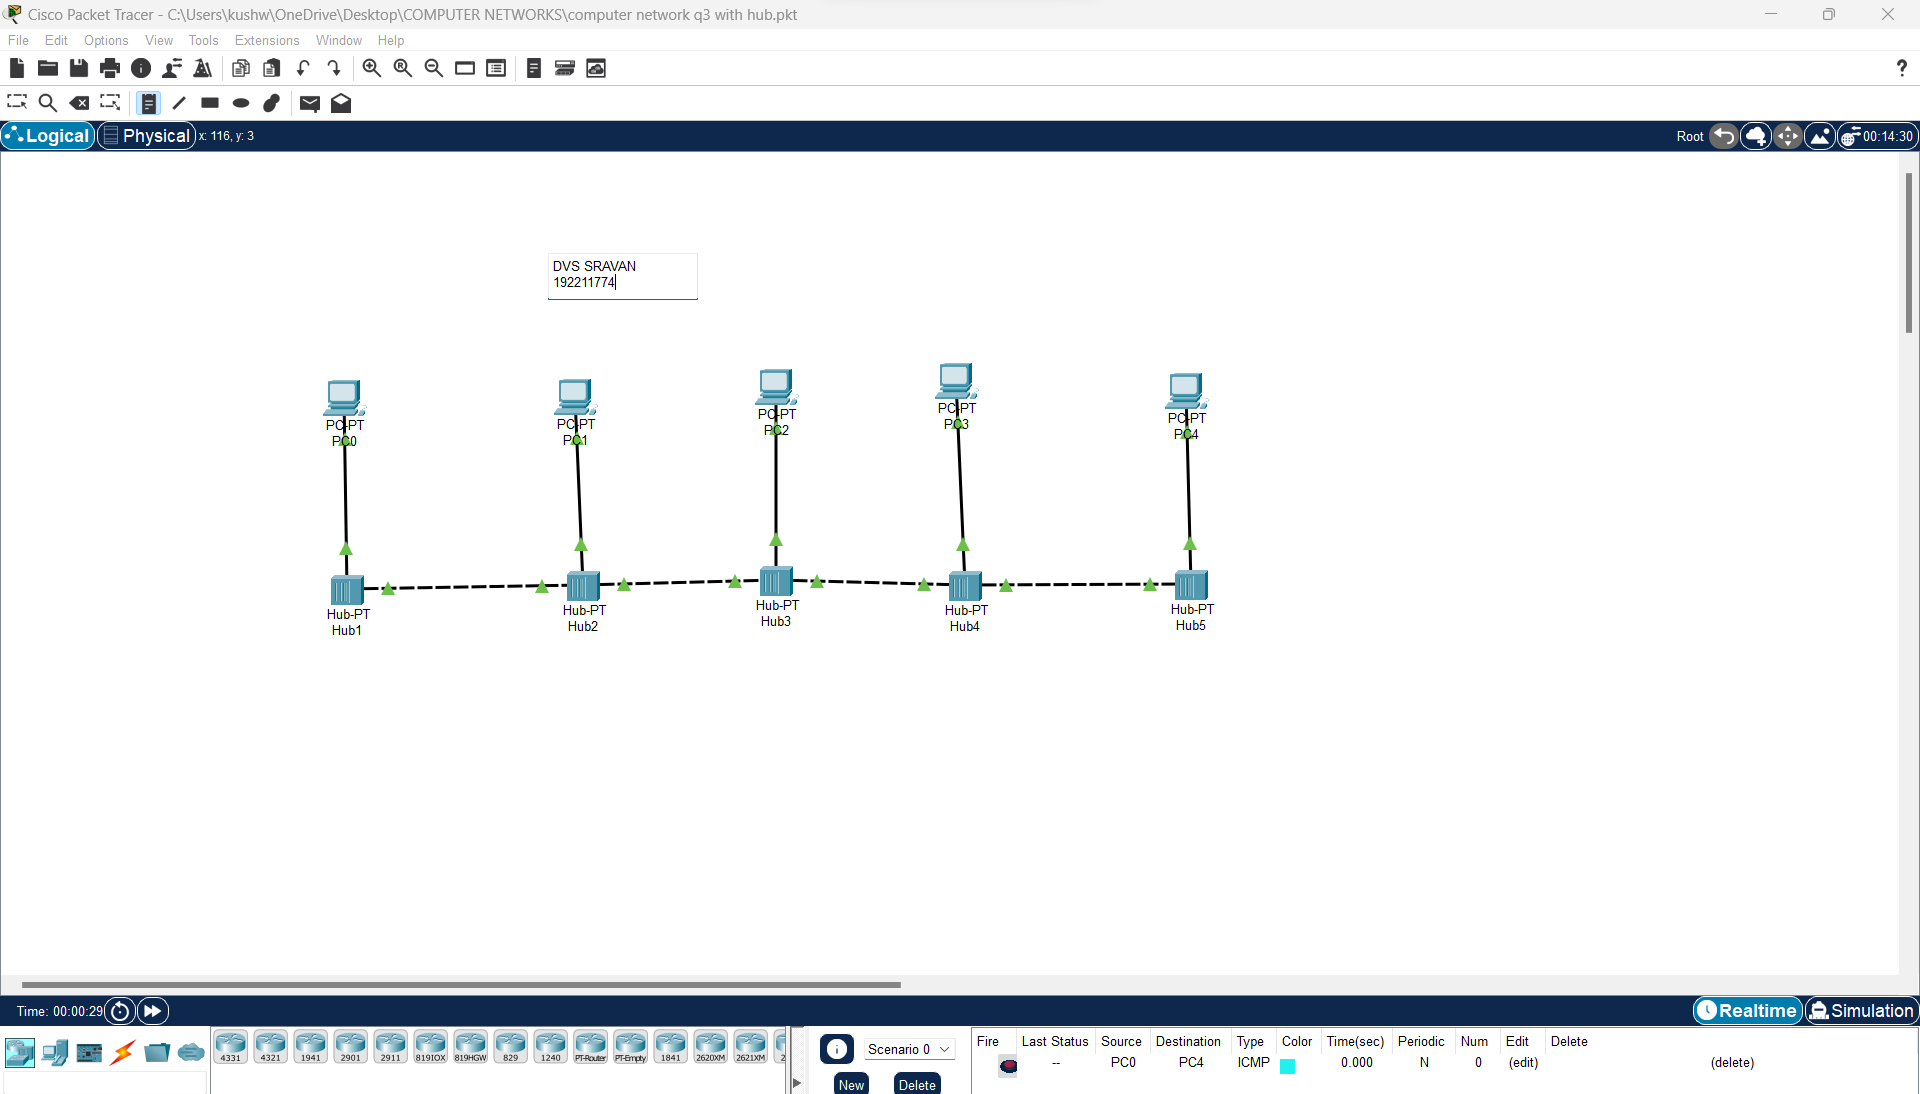 Cisco Packet Tracer - C:\Users\kushw\OneDrive\Desktop\COMPUTER NETWORKS\computer network q3 with hub.pkt
File Edit Options View Tools Extensions Window Help
Logical Physical x: 116, y: 3 Root 00:14:30
DVS SRAVAN
192211774
PC-PT
PC0
PC-PT
PC1
PC-PT
PC2
PC-PT
PC3
PC-PT
PC4
Hub-PT
Hub1
Hub-PT
Hub2
Hub-PT
Hub3
Hub-PT
Hub4
Hub-PT
Hub5
Time: 00:00:29 Realtime Simulation
4331 4321 1941 2901 2911 819IOX 819HGW 829 1240 PT-Router PT-Empty 1841 2620XM 2621XM 2
Scenario 0
New Delete
Fire Last Status Source Destination Type Color Time(sec) Periodic Num Edit Delete
-- PC0 PC4 ICMP 0.000 N 0 (edit) (delete)